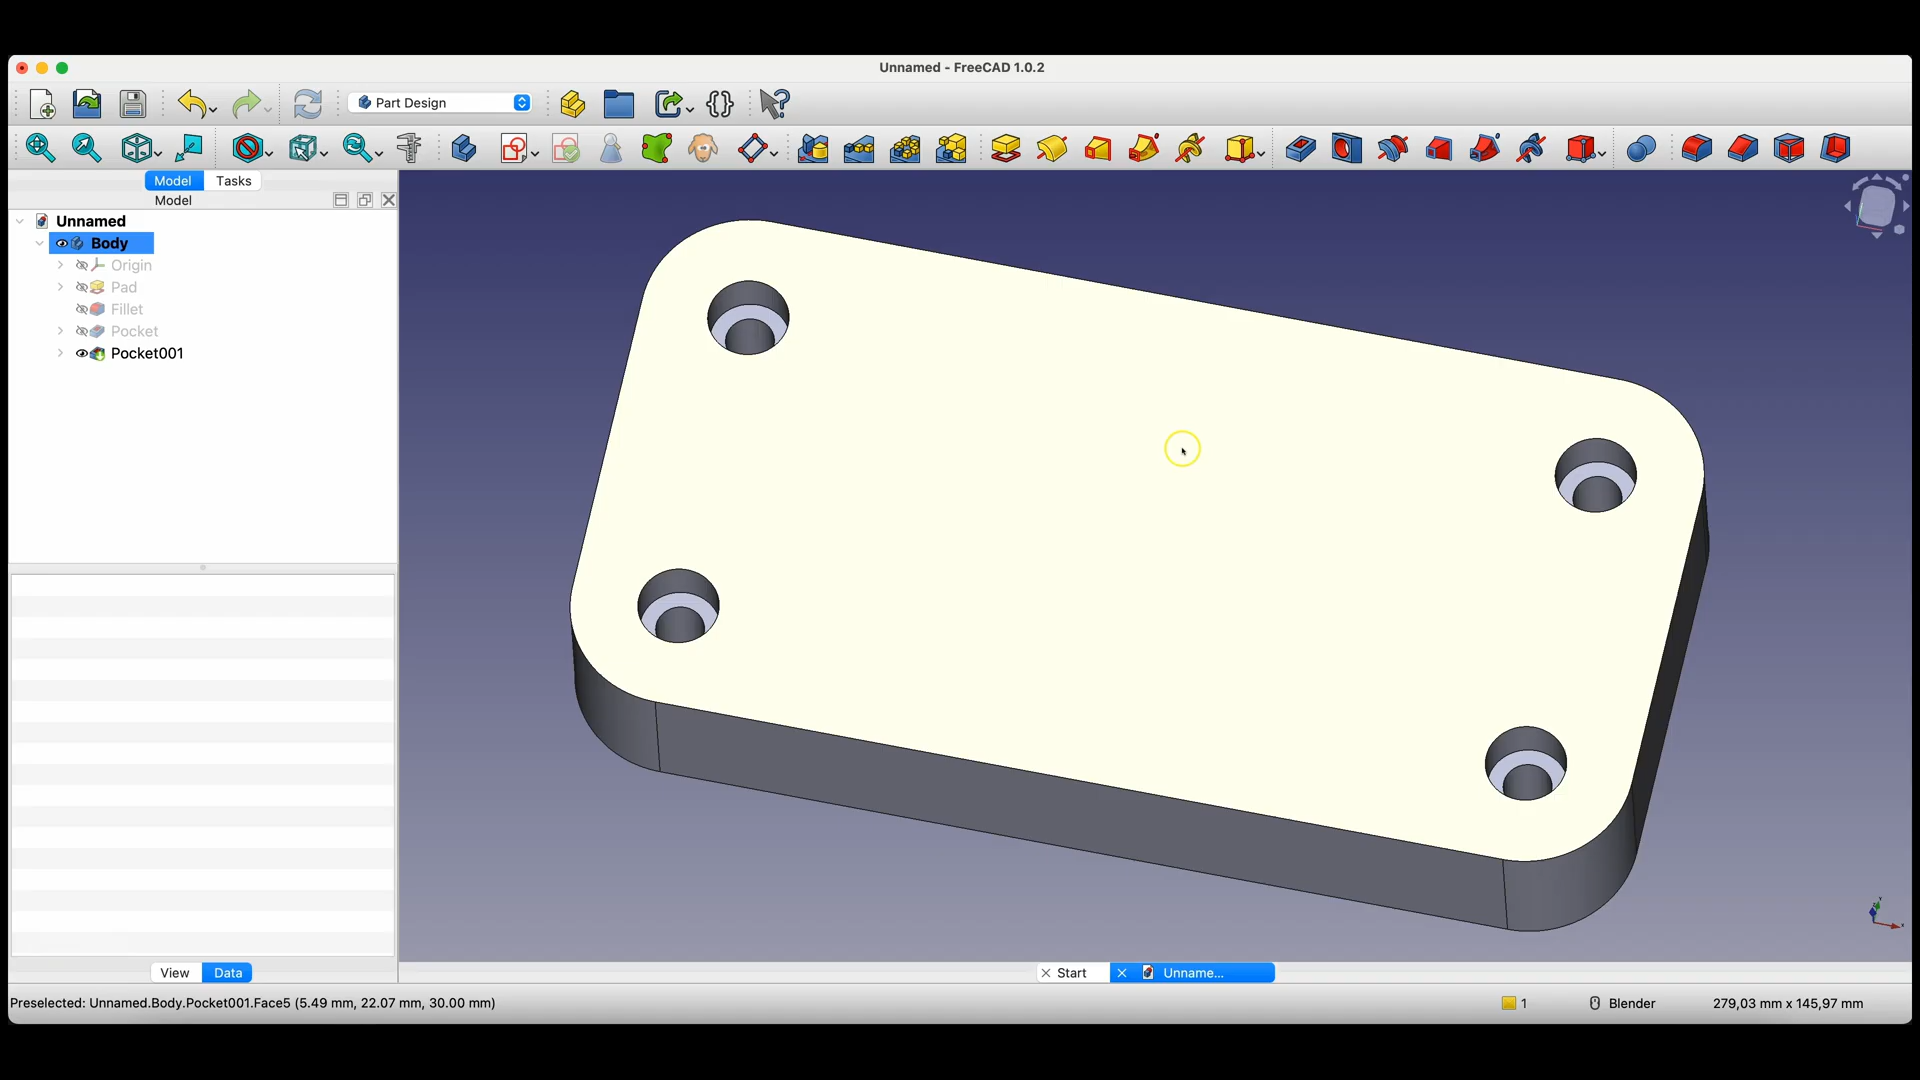 Unnamed - FreeCAD 1.0.2
Part Design
Model
Tasks
Model
Unnamed
Body
Origin
Pad
Fillet
Pocket
Pocket001
View
Data
Start
Unname...
Preselected: Unnamed.Body.Pocket001.Face5 (5.49 mm, 22.07 mm, 30.00 mm)
1
Blender
279,03 mm x 145,97 mm